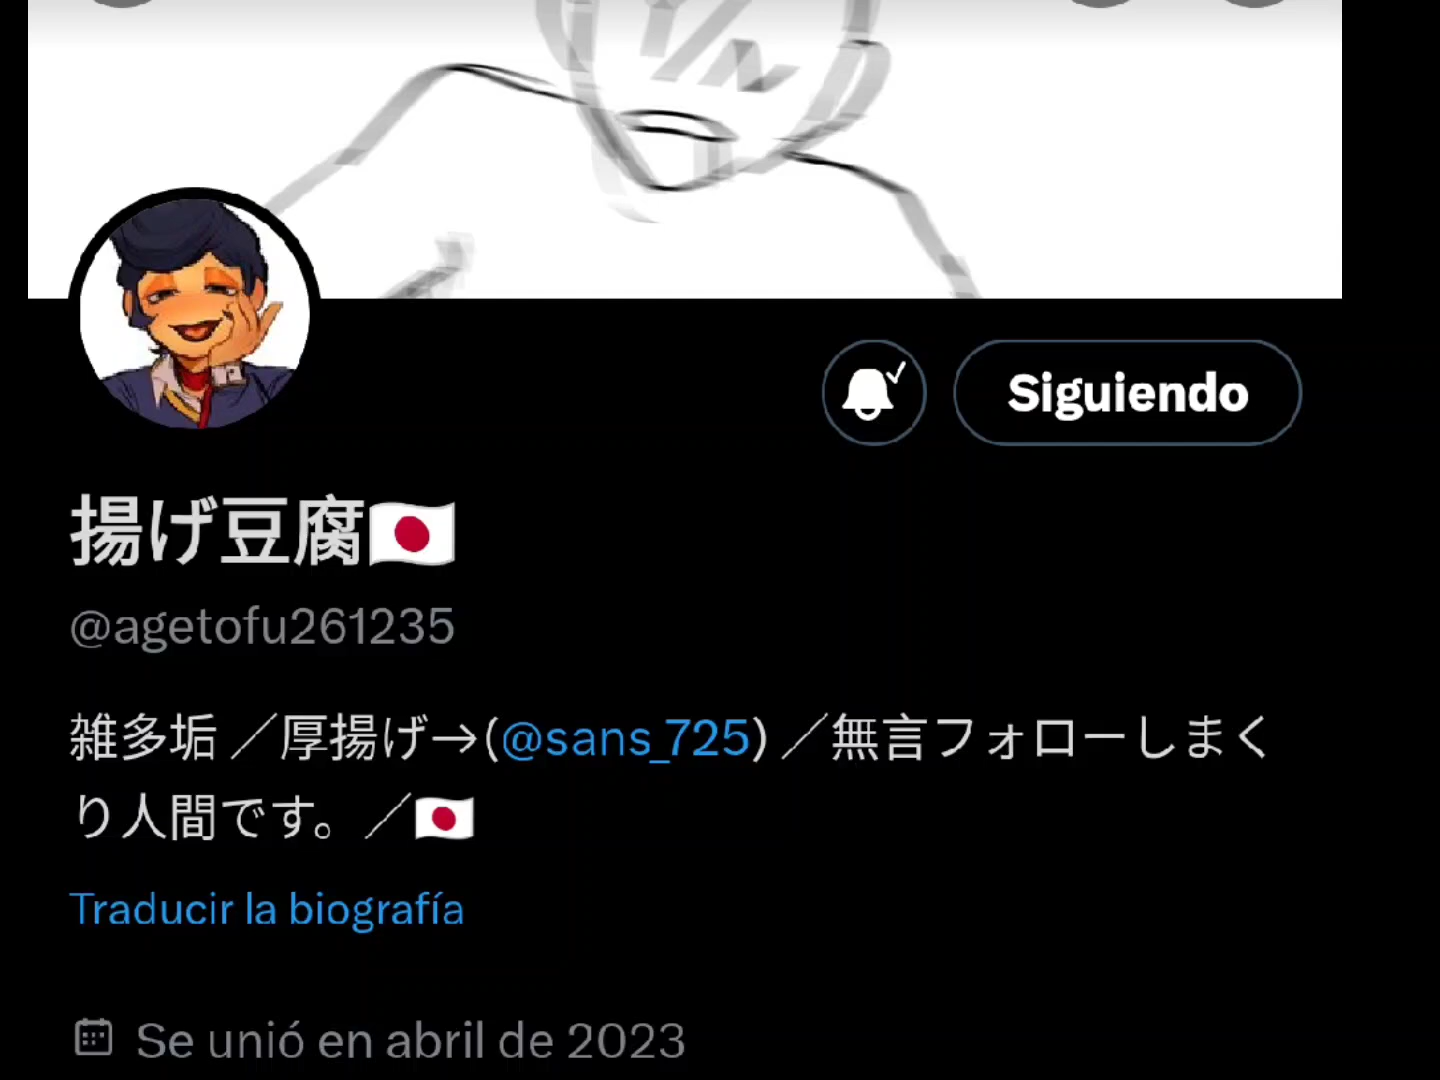 Y/N
Siguiendo
揚げ豆腐🇯🇵
@agetofu261235
雑多垢 ／厚揚げ→(@sans_725) ／無言フォローしまく
り人間です。／🇯🇵
Traducir la biografía
Se unió en abril de 2023